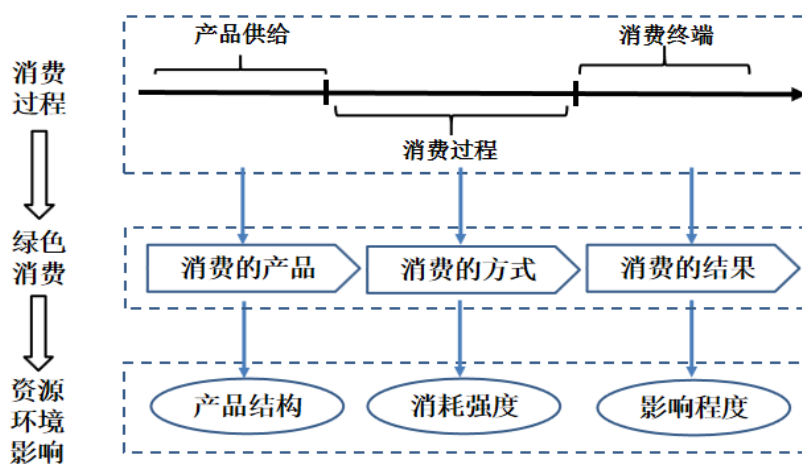 产品供给
消费终端
消费
过程
消费过程
绿色
消费
消费的产品
消费的方式
消费的结果
资源
环境
影响
产品结构
消耗强度
影响程度